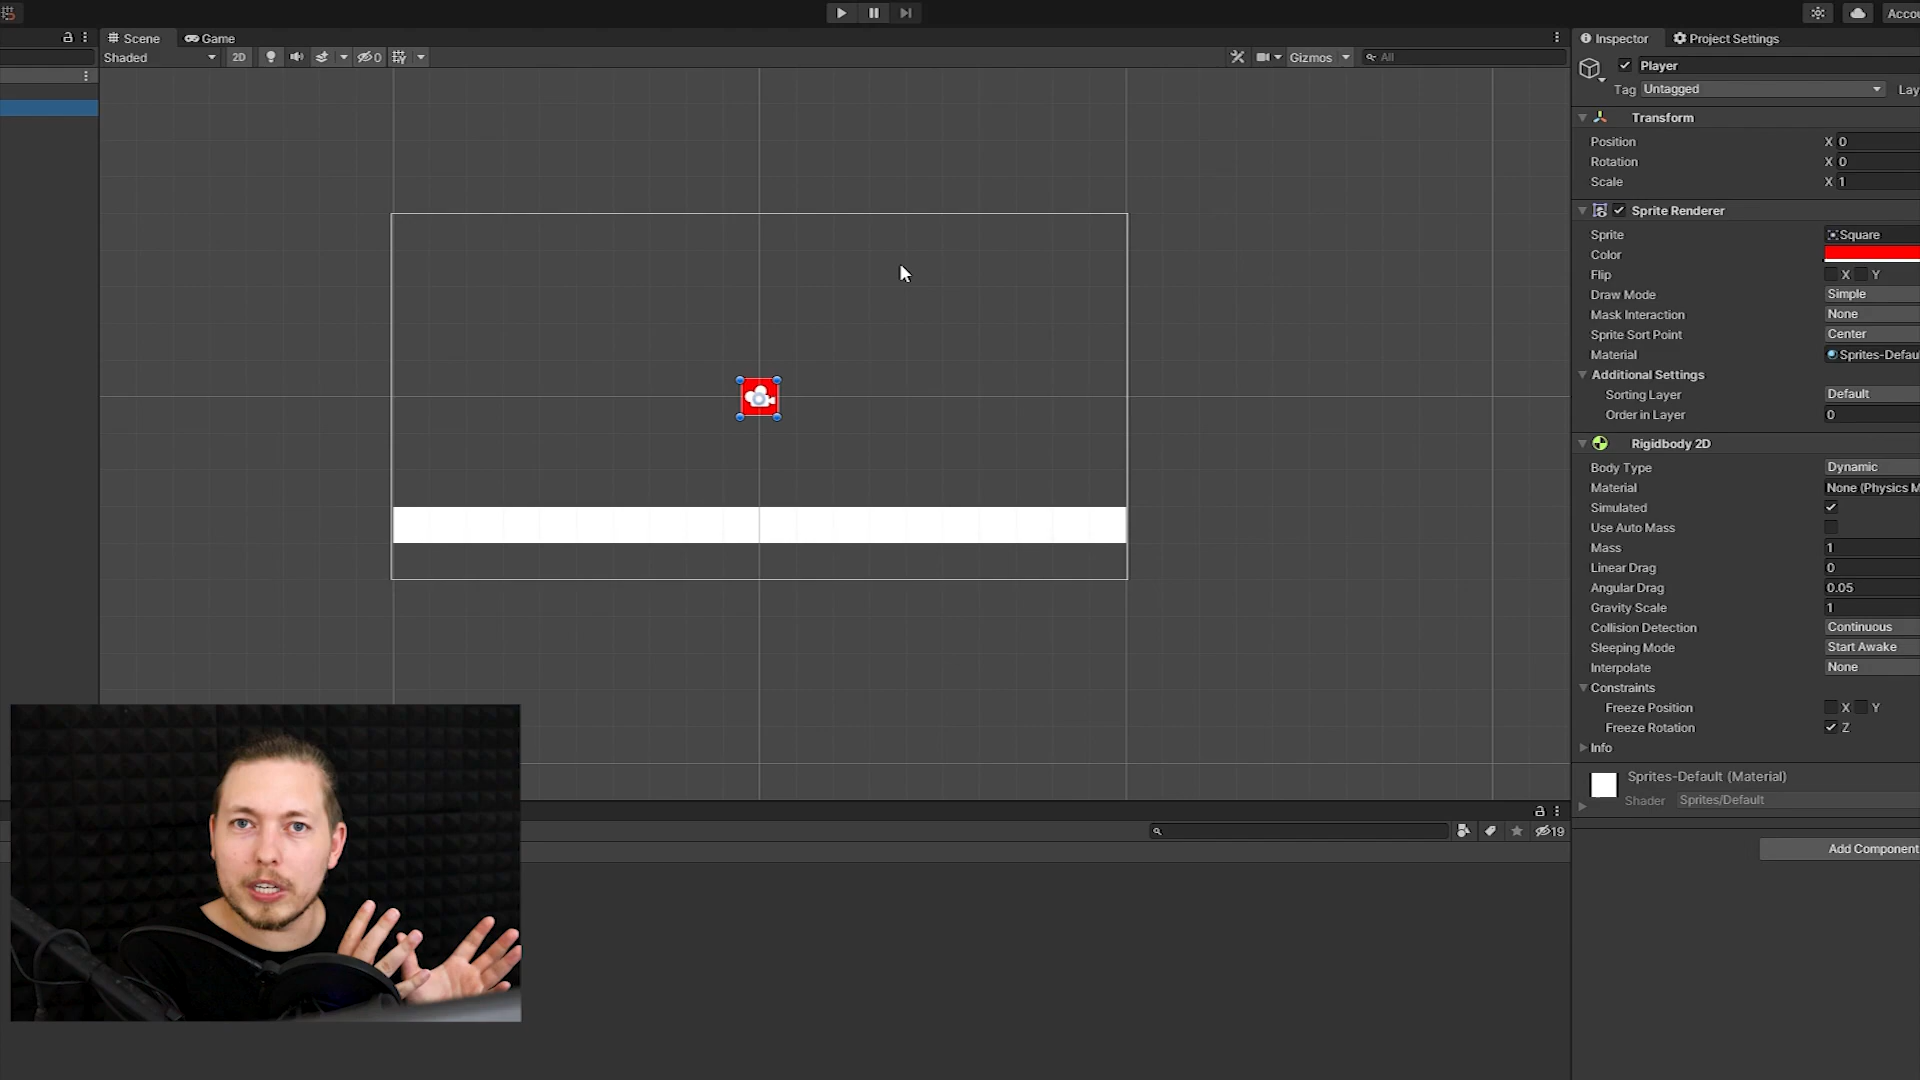 Scene
Game
Shaded
2D
0
Gizmos
All
Inspector
Project Settings
Player
Tag
Untagged
Lay
Transform
Position X 0
Rotation X 0
Scale X 1
Sprite Renderer
Sprite Square
Color
Flip X Y
Draw Mode Simple
Mask Interaction None
Sprite Sort Point Center
Material Sprites-Defau
Additional Settings
Sorting Layer Default
Order in Layer 0
Rigidbody 2D
Body Type Dynamic
Material None (Physics M
Simulated
Use Auto Mass
Mass 1
Linear Drag 0
Angular Drag 0.05
Gravity Scale 1
Collision Detection Continuous
Sleeping Mode Start Awake
Interpolate None
Constraints
Freeze Position X Y
Freeze Rotation Z
Info
Sprites-Default (Material)
Shader Sprites/Default
Add Component
Accou
19